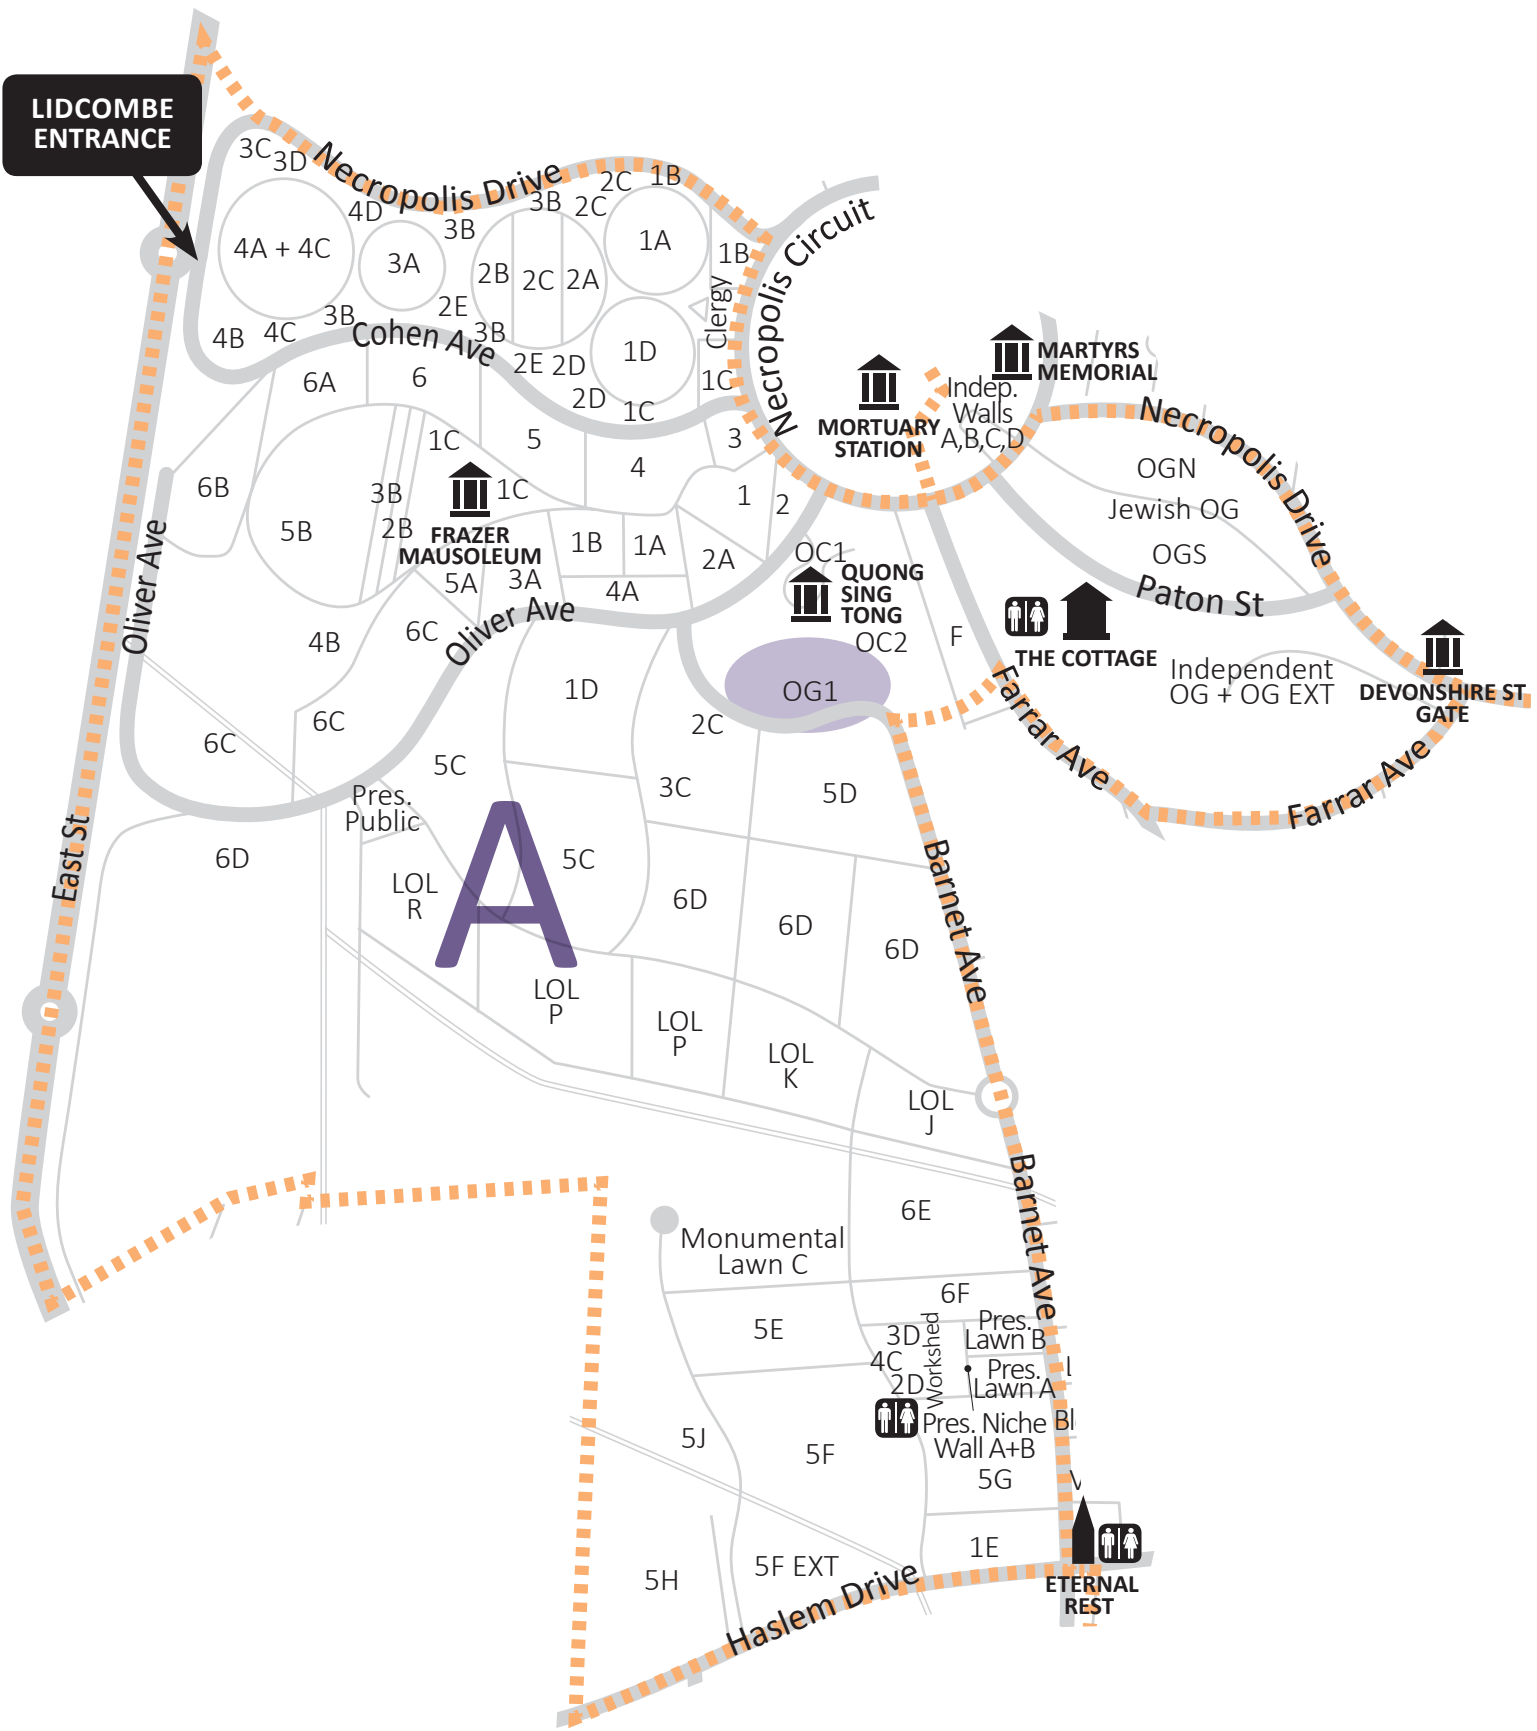 LIDCOMBE
ENTRANCE
3C
3D
Necropolis Drive
4D
3B
3B
2C
2C
1B
4A + 4C
3A
2B
2C
2A
1A
1B
Clergy
Necropolis Circuit
2E
3B
4B
4C
3B
Cohen Ave
2E
2D
1D
2D
1C
1C
6A
6
1C
5
4
3
1
2
MORTUARY
STATION
Indep.
Walls
A,B,C,D
MARTYRS
MEMORIAL
Necropolis Drive
OGN
Jewish OG
OGS
Paton St
6B
5B
3B
2B
1C
FRAZER
MAUSOLEUM
1B
1A
2A
5A
3A
4A
OC1
QUONG
SING
TONG
OC2
F
THE COTTAGE
Independent
OG + OG EXT
DEVONSHIRE ST
GATE
Oliver Ave
Oliver Ave
4B
6C
6C
6C
1D
OG1
2C
Farrar Ave
Farrar Ave
5C
Pres.
Public
3C
5D
East St
6D
LOL
R
A
5C
6D
6D
6D
Barnet Ave
LOL
P
LOL
P
LOL
K
LOL
J
Barnet Ave
6E
Monumental
Lawn C
6F
5E
3D
4C
2D
Workshed
Pres.
Lawn B
Pres.
Lawn A
Pres. Niche
Wall A+B
Bl
5J
5F
5G
1E
5H
5F EXT
Haslem Drive
ETERNAL
REST